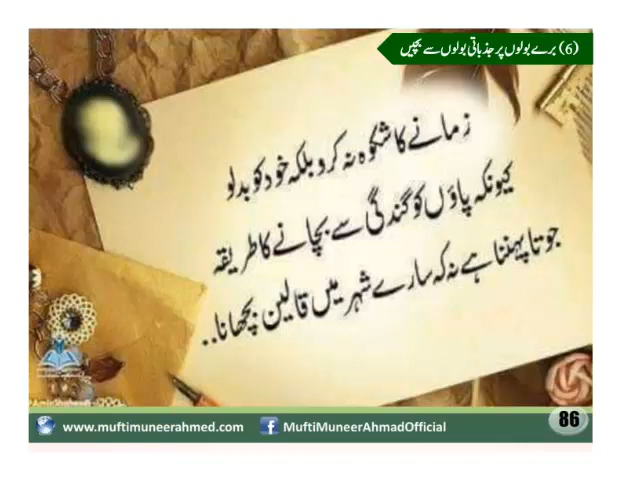 (6) برے بولوں پر جذباتی بولوں سے بچیں
زمانے کا شکوہ نہ کرو بلکہ خود کو بدلو
کیونکہ پاؤں کو گندگی سے بچانے کا طریقہ
جوتا پہننا ہے نہ کہ سارے شہر میں قالین بچھانا..
www.muftimuneerahmed.com
MuftiMuneerAhmadOfficial
86